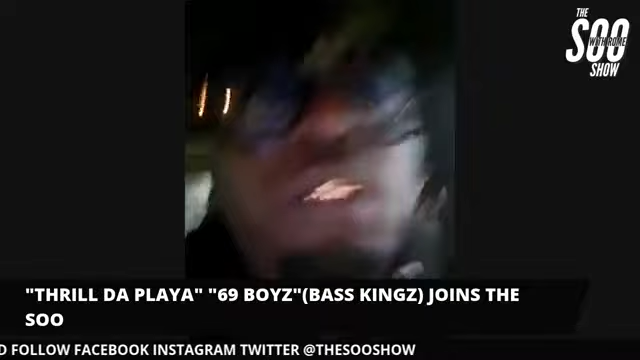 THE
SOO
WITH ROME
SHOW
"THRILL DA PLAYA" "69 BOYZ"(BASS KINGZ) JOINS THE
SOO
D FOLLOW FACEBOOK INSTAGRAM TWITTER @THESOOSHOW